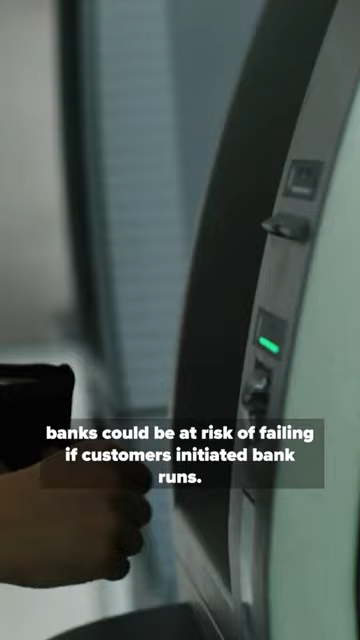 banks could be at risk of failing
if customers initiated bank
runs.